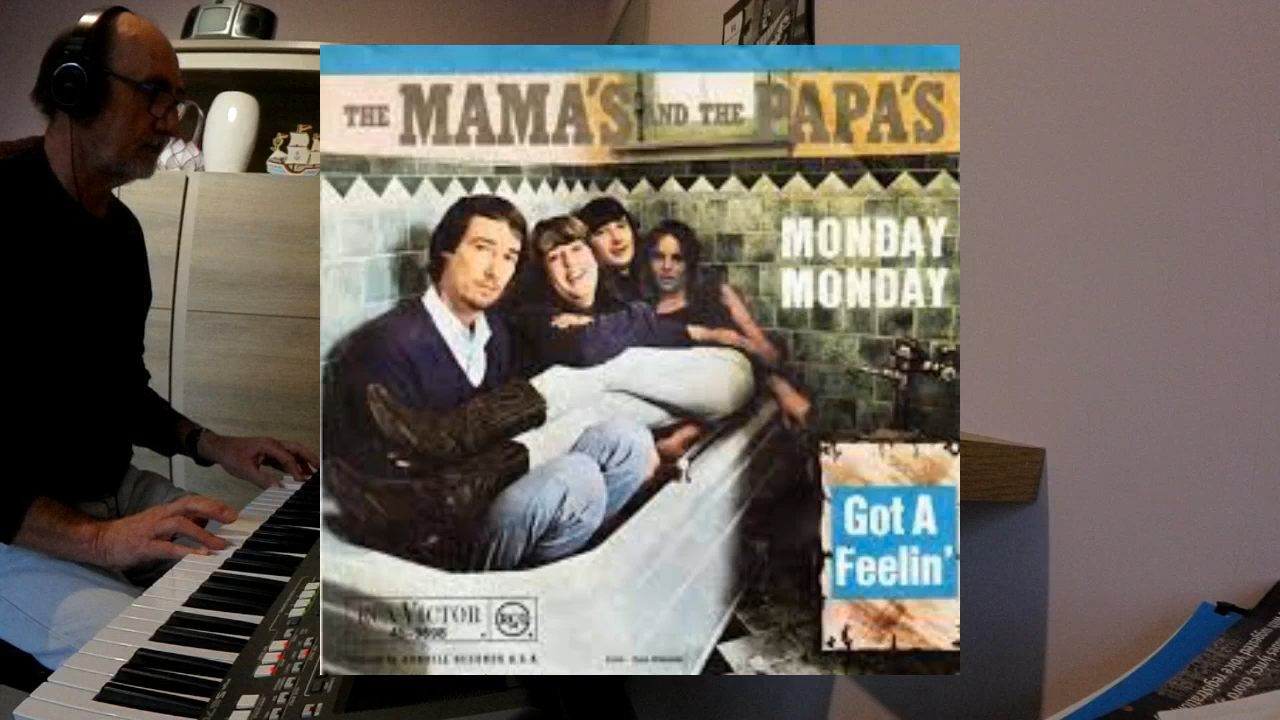 THE MAMA'S AND THE PAPA'S
MONDAY
MONDAY
Got A
Feelin'
RCA VICTOR
RCA